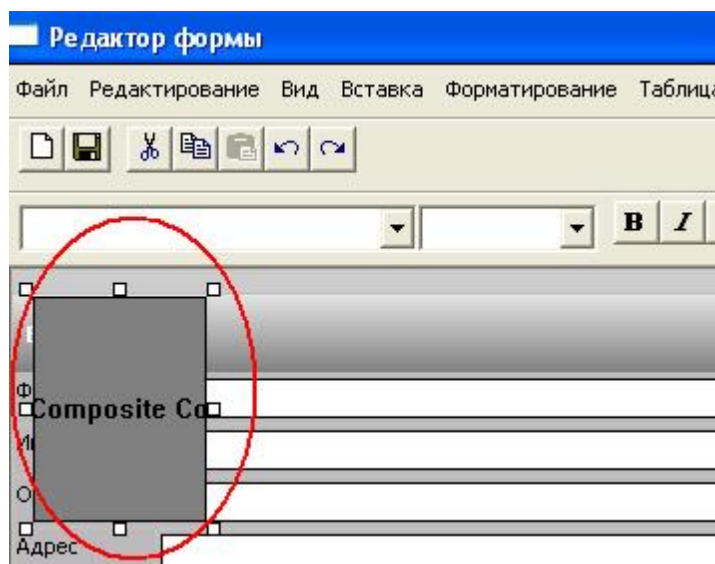 Редактор формы
Файл Редактирование Вид Вставка Форматирование Таблица
B I
Composite Co
Адрес